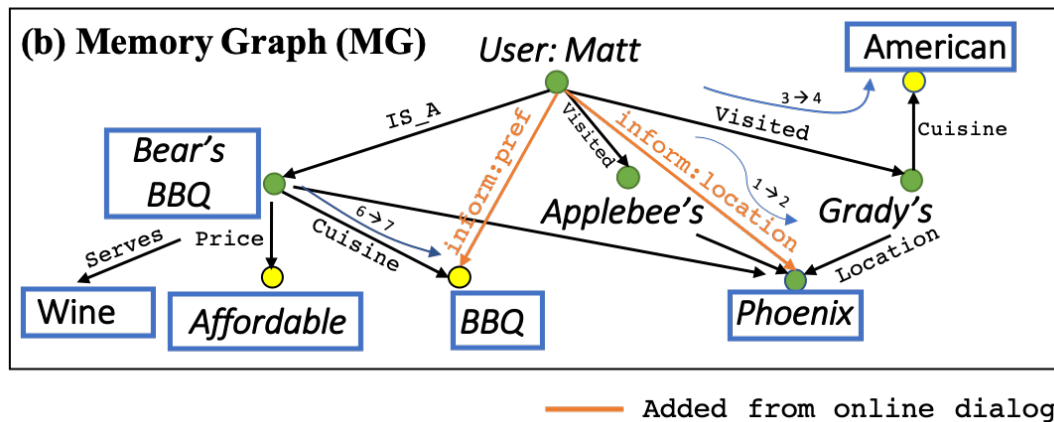 (b) Memory Graph (MG)
User: Matt
American
3→4
IS_A
Visited
Visited
Cuisine
inform:pref
inform:location
1→2
Bear's
BBQ
6→7
Applebee's
Grady's
Serves
Price
Cuisine
Location
Wine
Affordable
BBQ
Phoenix
Added from online dialog